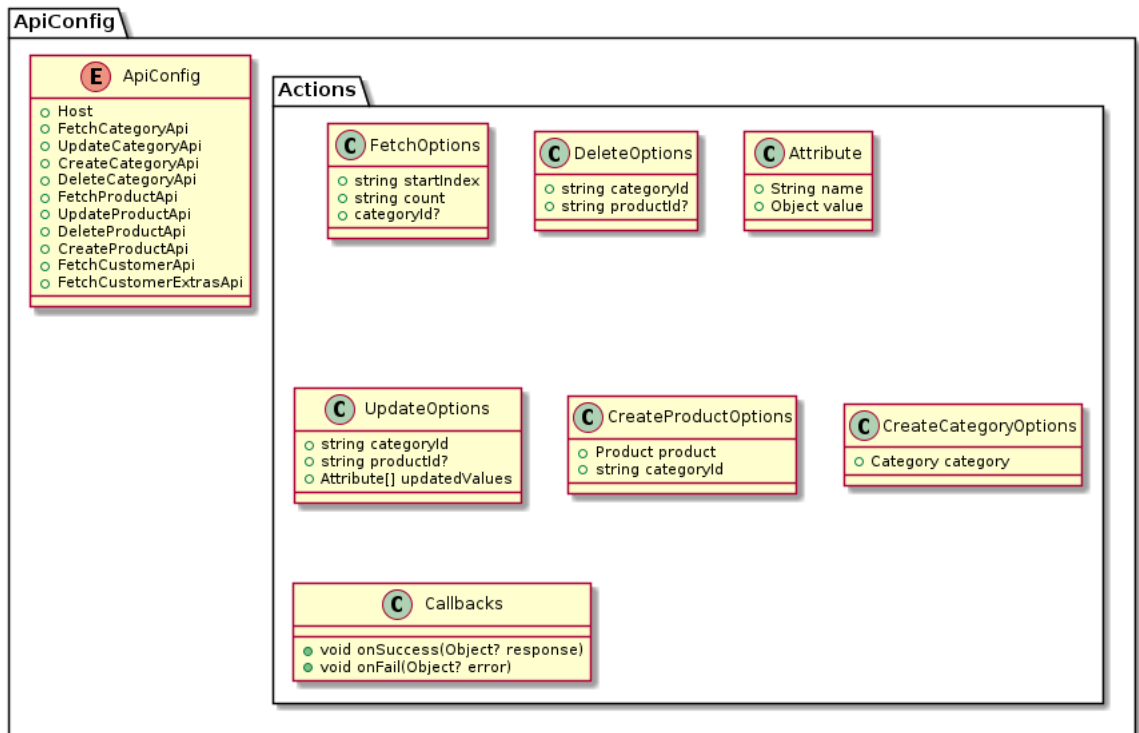 ApiConfig
E ApiConfig
Host
FetchCategoryApi
UpdateCategoryApi
CreateCategoryApi
DeleteCategoryApi
FetchProductApi
UpdateProductApi
DeleteProductApi
CreateProductApi
FetchCustomerApi
FetchCustomerExtrasApi
Actions
C FetchOptions
string startIndex
string count
categoryId?
C DeleteOptions
string categoryId
string productId?
C Attribute
String name
Object value
C UpdateOptions
string categoryId
string productId?
Attribute[] updatedValues
C CreateProductOptions
Product product
string categoryId
C CreateCategoryOptions
Category category
C Callbacks
void onSuccess(Object? response)
void onFail(Object? error)